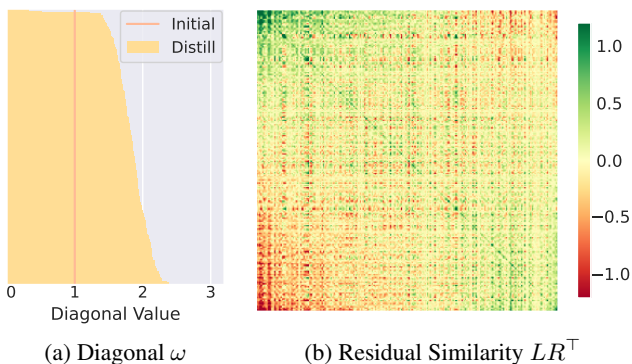 Initial
Distill
0 1 2 3
Diagonal Value
1.0
0.5
0.0
−0.5
−1.0
(a) Diagonal ω
(b) Residual Similarity LR⊤